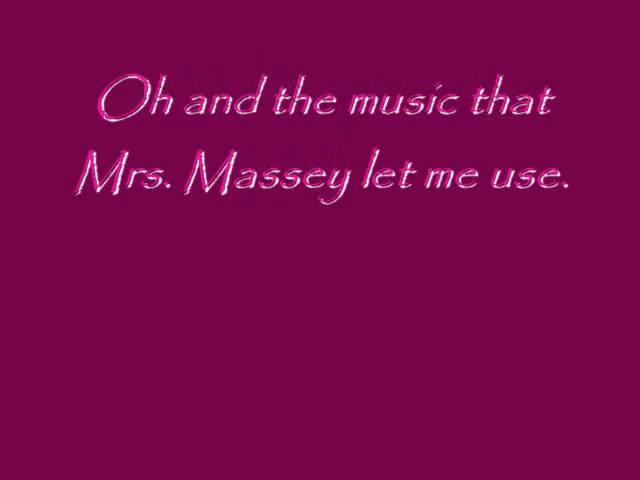 Oh and the music that
Mrs. Massey let me use.